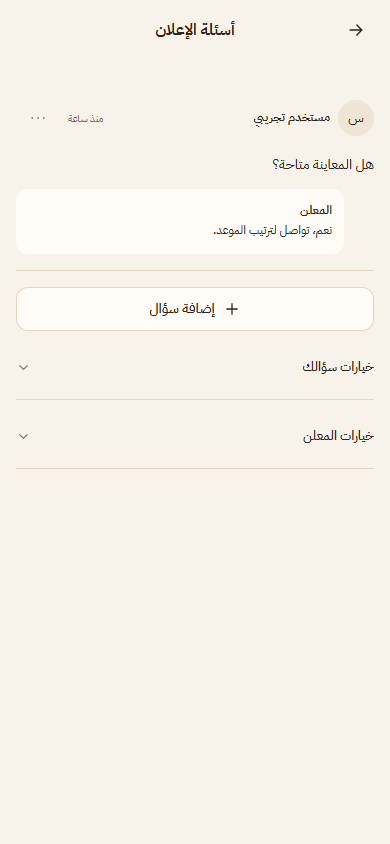 أسئلة الإعلان
س
مستخدم تجريبي
منذ ساعة
هل المعاينة متاحة؟
المعلن
نعم، تواصل لترتيب الموعد.
إضافة سؤال
خيارات سؤالك
خيارات المعلن